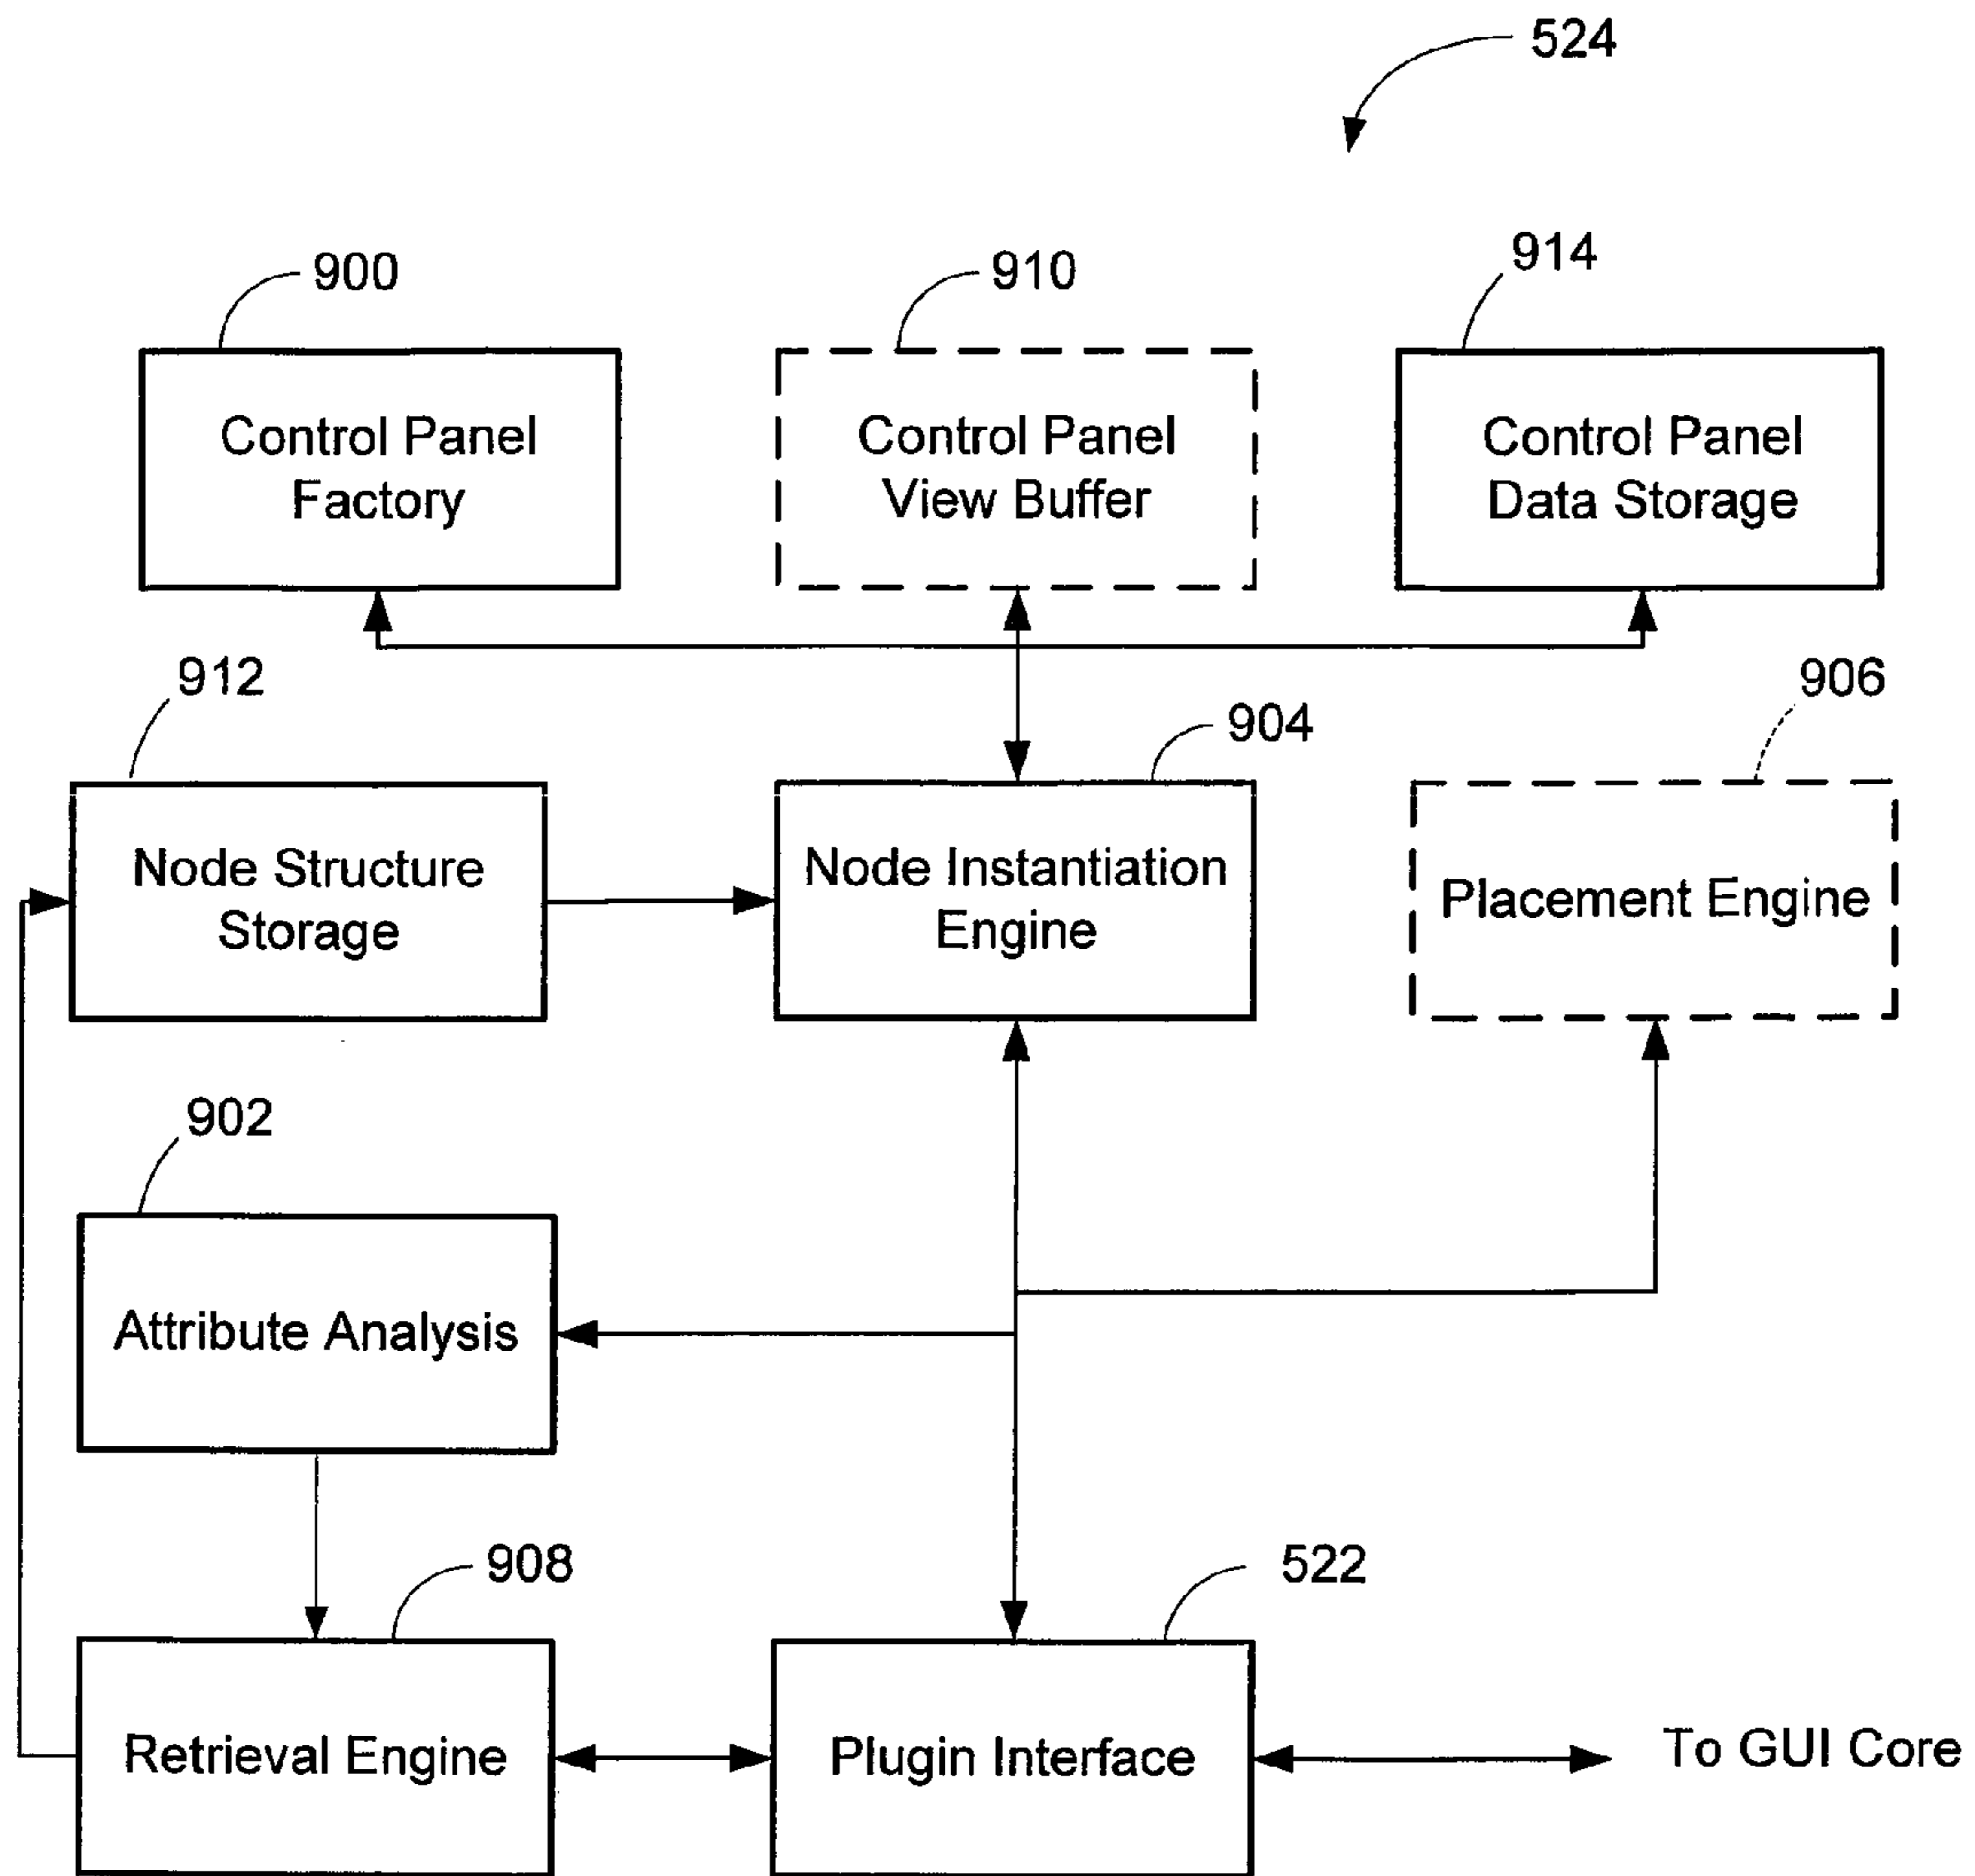 524
900
910
914
Control Panel
Factory
Control Panel
View Buffer
Control Panel
Data Storage
912
904
906
Node Structure
Storage
Node Instantiation
Engine
Placement Engine
902
Attribute Analysis
908
522
Retrieval Engine
Plugin Interface
To GUI Core